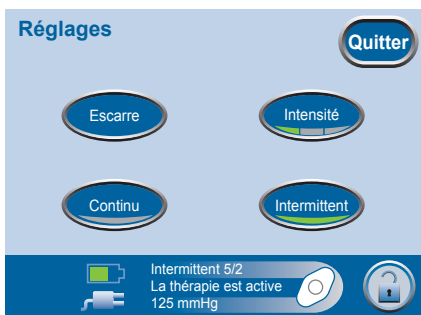 Réglages
Quitter
Escarre
Intensité
Continu
Intermittent
Intermittent 5/2
La thérapie est active
125 mmHg